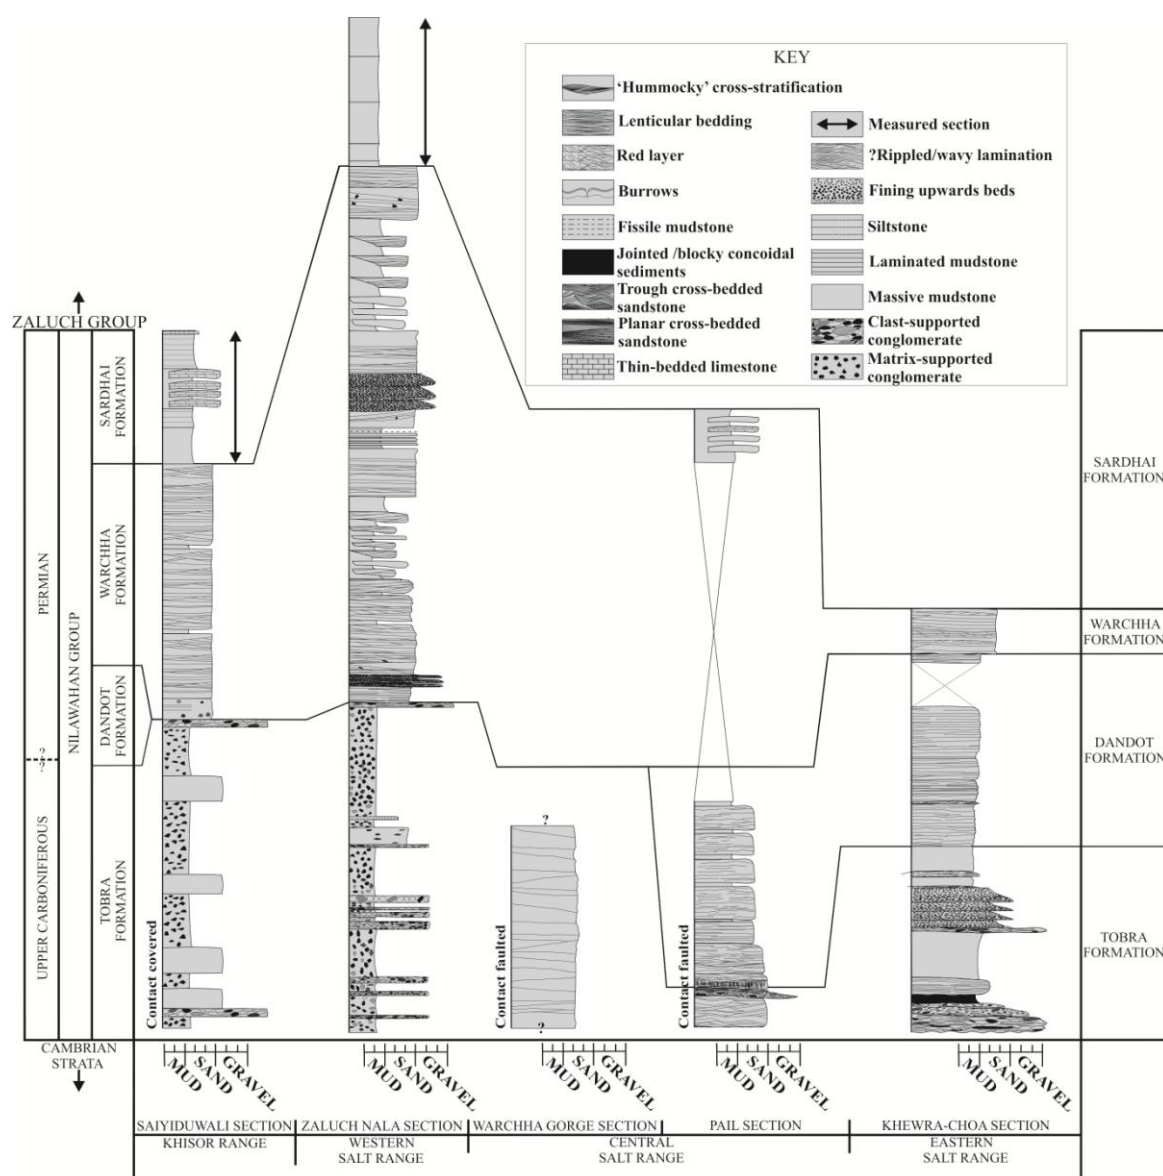 KEY
‘Hummocky’ cross-stratification
Lenticular bedding
Red layer
Burrows
Fissile mudstone
Jointed /blocky concoidal
sediments
Trough cross-bedded
sandstone
Planar cross-bedded
sandstone
Thin-bedded limestone
Measured section
?Rippled/wavy lamination
Fining upwards beds
Siltstone
Laminated mudstone
Massive mudstone
Clast-supported
conglomerate
Matrix-supported
conglomerate
ZALUCH GROUP
PERMIAN
-?-
-?-
UPPER CARBONIFEROUS
NILAWAHAN GROUP
SARDHAI
FORMATION
WARCHHA
FORMATION
DANDOT
FORMATION
TOBRA
FORMATION
CAMBRIAN
STRATA
Contact covered
?
Contact faulted
?
Contact faulted
SARDHAI
FORMATION
WARCHHA
FORMATION
DANDOT
FORMATION
TOBRA
FORMATION
MUD SAND GRAVEL
MUD SAND GRAVEL
MUD SAND GRAVEL
MUD SAND GRAVEL
MUD SAND GRAVEL
SAIYIDUWALI SECTION
ZALUCH NALA SECTION
WARCHHA GORGE SECTION
PAIL SECTION
KHEWRA-CHOA SECTION
KHISOR RANGE
WESTERN
SALT RANGE
CENTRAL
SALT RANGE
EASTERN
SALT RANGE